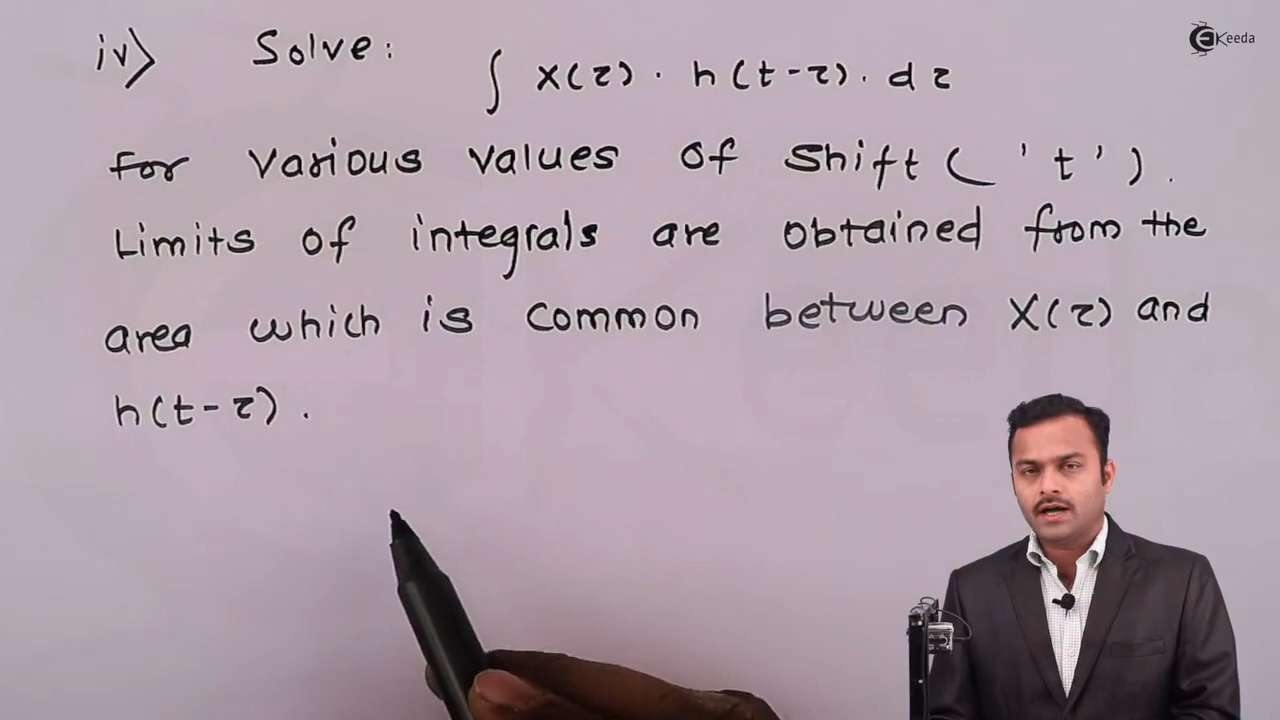 iv) Solve: ∫ x(τ) . h(t-τ) . dτ
for various values of shift ('t').
Limits of integrals are obtained from the
area which is common between x(τ) and
h(t-τ).
Ekeeda